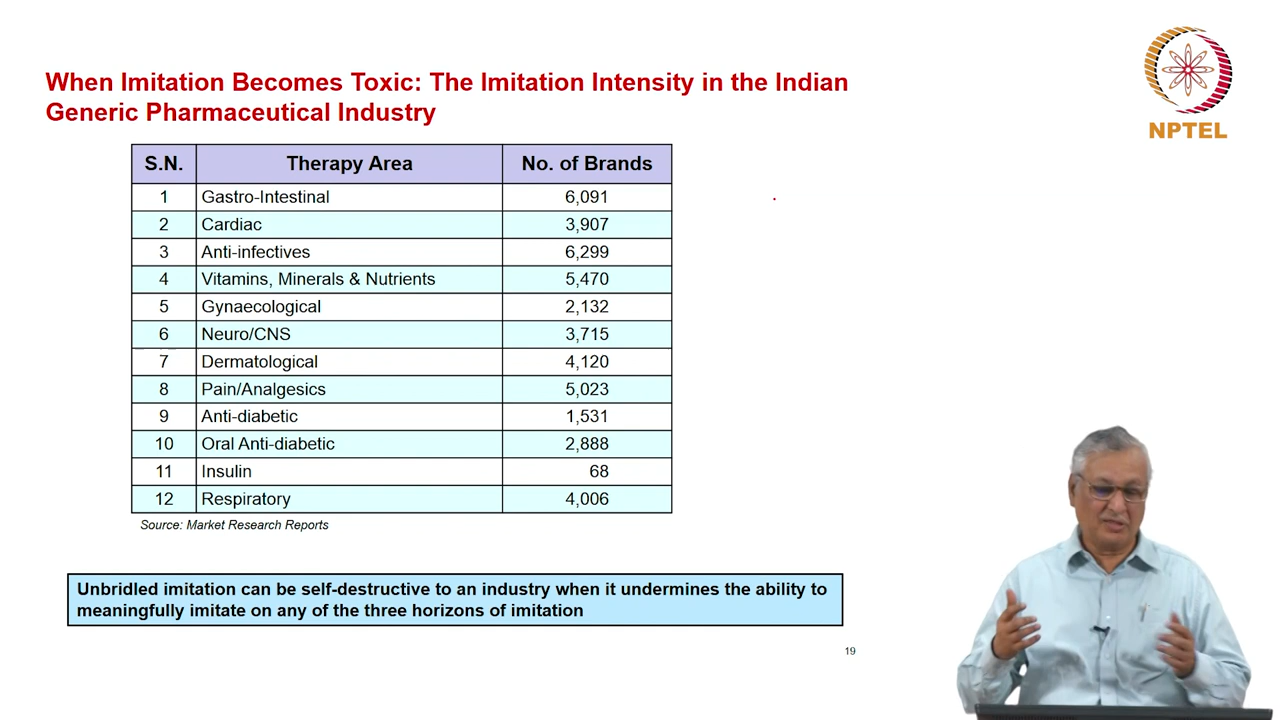 When Imitation Becomes Toxic: The Imitation Intensity in the Indian
Generic Pharmaceutical Industry
NPTEL
S.N. Therapy Area No. of Brands
1 Gastro-Intestinal 6,091
2 Cardiac 3,907
3 Anti-infectives 6,299
4 Vitamins, Minerals & Nutrients 5,470
5 Gynaecological 2,132
6 Neuro/CNS 3,715
7 Dermatological 4,120
8 Pain/Analgesics 5,023
9 Anti-diabetic 1,531
10 Oral Anti-diabetic 2,888
11 Insulin 68
12 Respiratory 4,006
Source: Market Research Reports
Unbridled imitation can be self-destructive to an industry when it undermines the ability to
meaningfully imitate on any of the three horizons of imitation
19